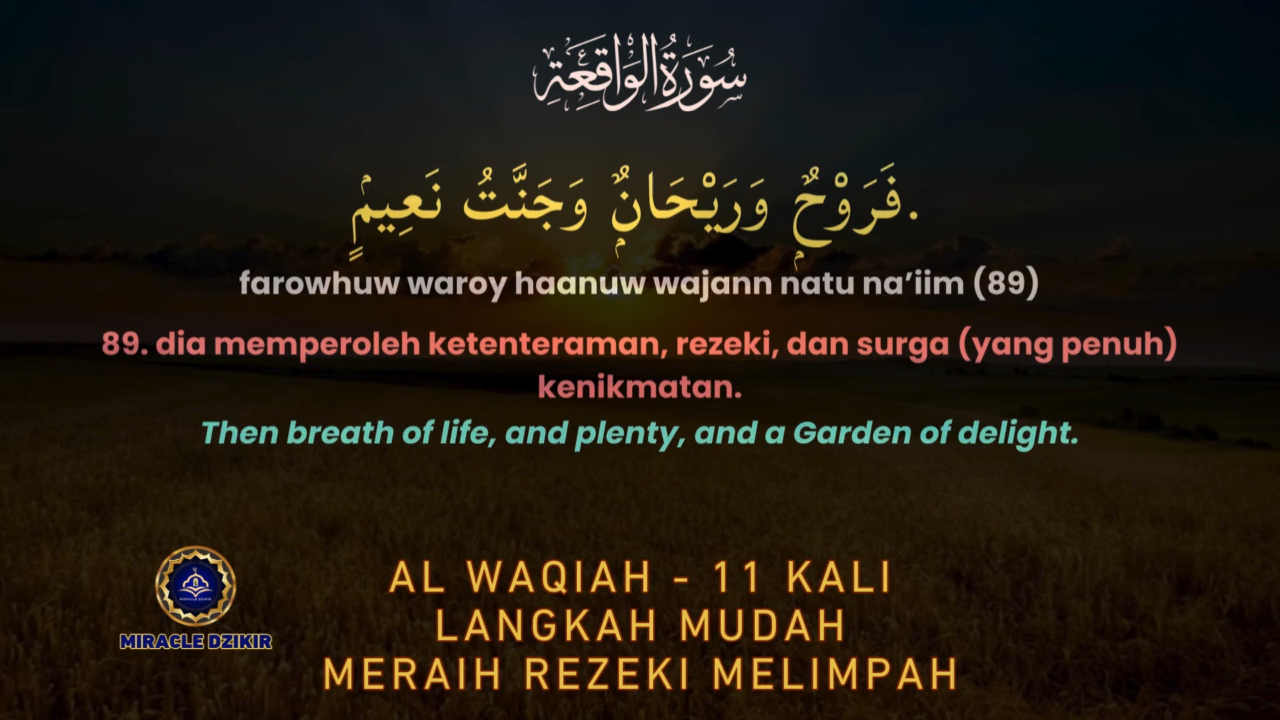 سُورَةُ الْوَاقِعَةِ
فَرَوْحٌ وَرَيْحَانٌ وَجَنَّتُ نَعِيمٍ.
farowhuw waroy haanuw wajann natu na’iim (89)
89. dia memperoleh ketenteraman, rezeki, dan surga (yang penuh)
kenikmatan.
Then breath of life, and plenty, and a Garden of delight.
AL WAQIAH - 11 KALI
LANGKAH MUDAH
MERAIH REZEKI MELIMPAH
MIRACLE DZIKIR